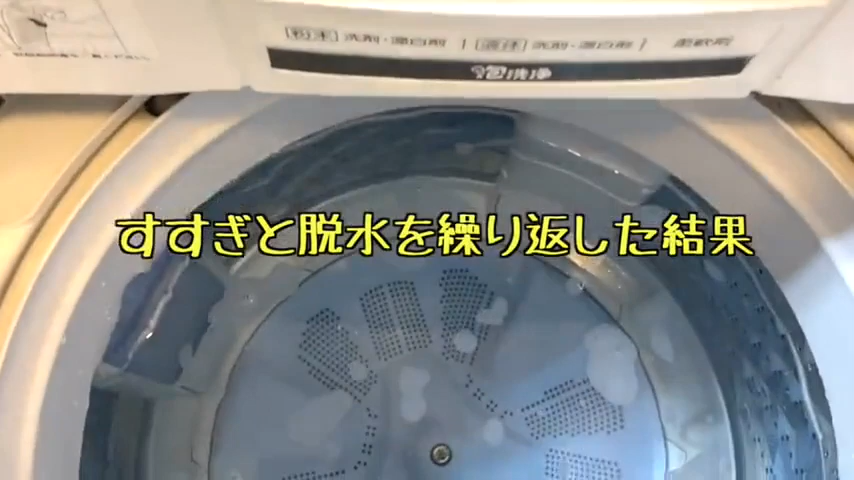 粉末 洗剤・漂白剤 | 液体 洗剤・漂白剤 | 柔軟剤
泡洗浄
すすぎと脱水を繰り返した結果